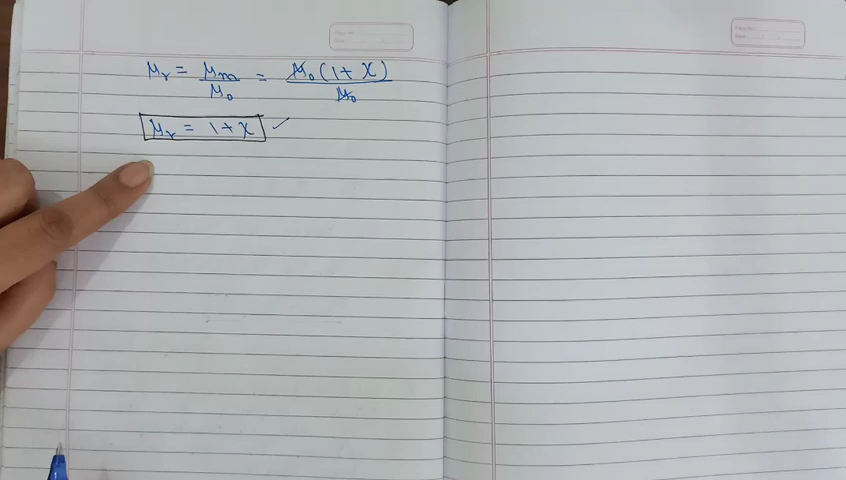 μr = μm / μ0 = μ0(1+χ) / μ0
μr = 1+χ ✓